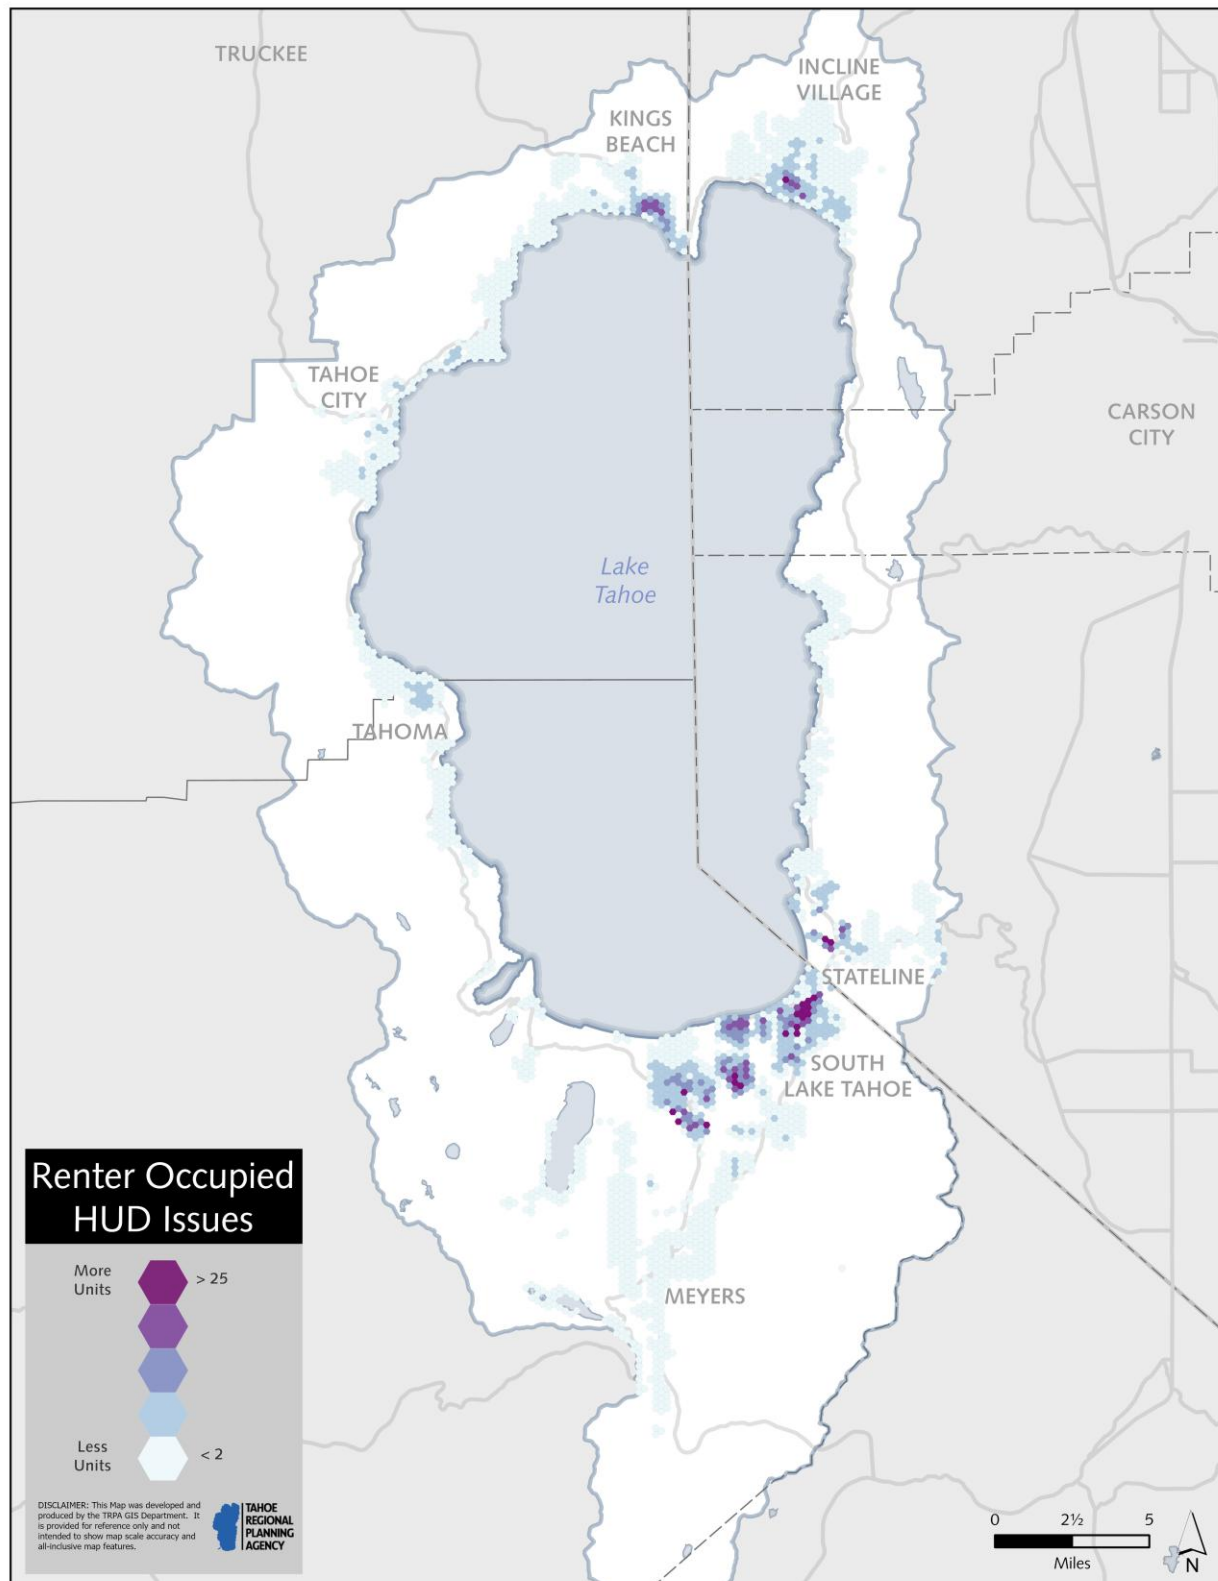 TRUCKEE
INCLINE
VILLAGE
KINGS
BEACH
TAHOE
CITY
CARSON
CITY
Lake
Tahoe
TAHOMA
STATELINE
SOUTH
LAKE TAHOE
MEYERS
Renter Occupied
HUD Issues
More
Units
> 25
Less
Units
< 2
DISCLAIMER: This Map was developed and
produced by the TRPA GIS Department. It
is provided for reference only and not
intended to show map scale accuracy and
all-inclusive map features.
TAHOE
REGIONAL
PLANNING
AGENCY
0 2½ 5
Miles
N